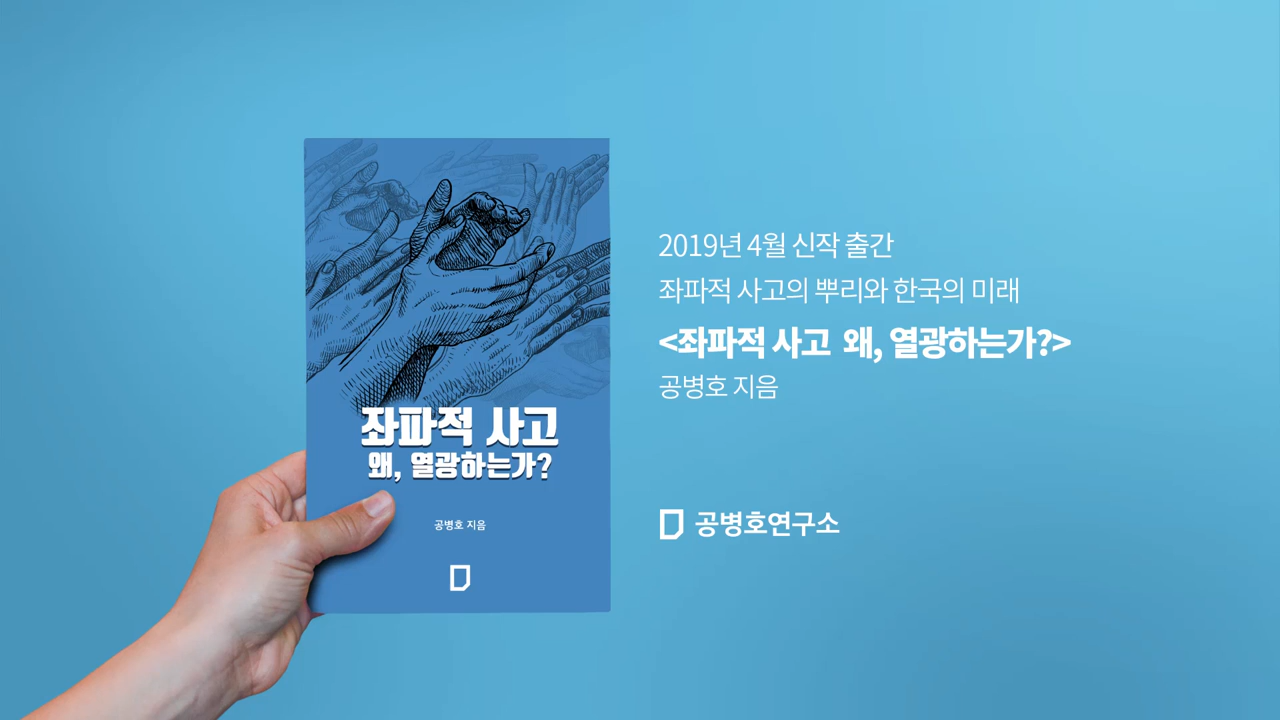 좌파적 사고
왜, 열광하는가?
공병호 지음
2019년 4월 신작 출간
좌파적 사고의 뿌리와 한국의 미래
<좌파적 사고 왜, 열광하는가?>
공병호 지음
공병호연구소